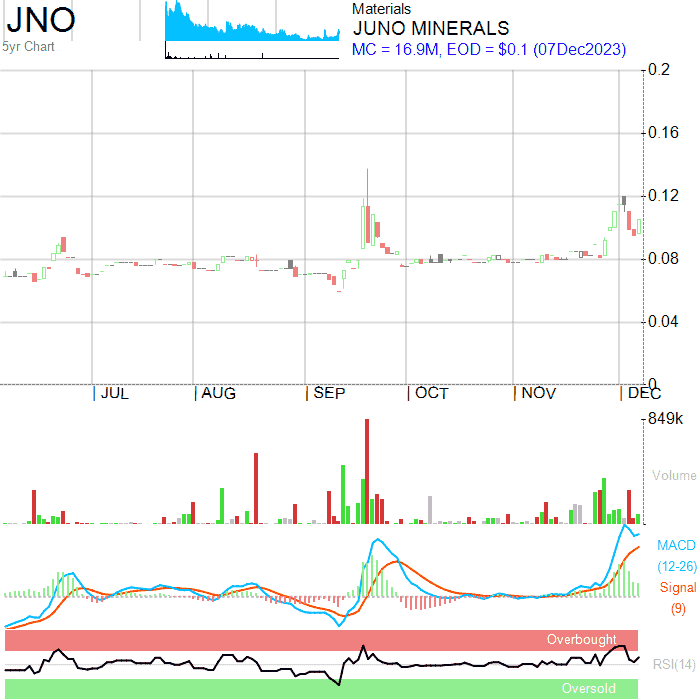 JNO
5yr Chart
Materials
JUNO MINERALS
MC = 16.9M, EOD = $0.1 (07Dec2023)
0.2
0.16
0.12
0.08
0.04
0
JUL AUG SEP OCT NOV DEC
849k
Volume
MACD
(12-26)
Signal
(9)
Overbought
RSI(14)
Oversold